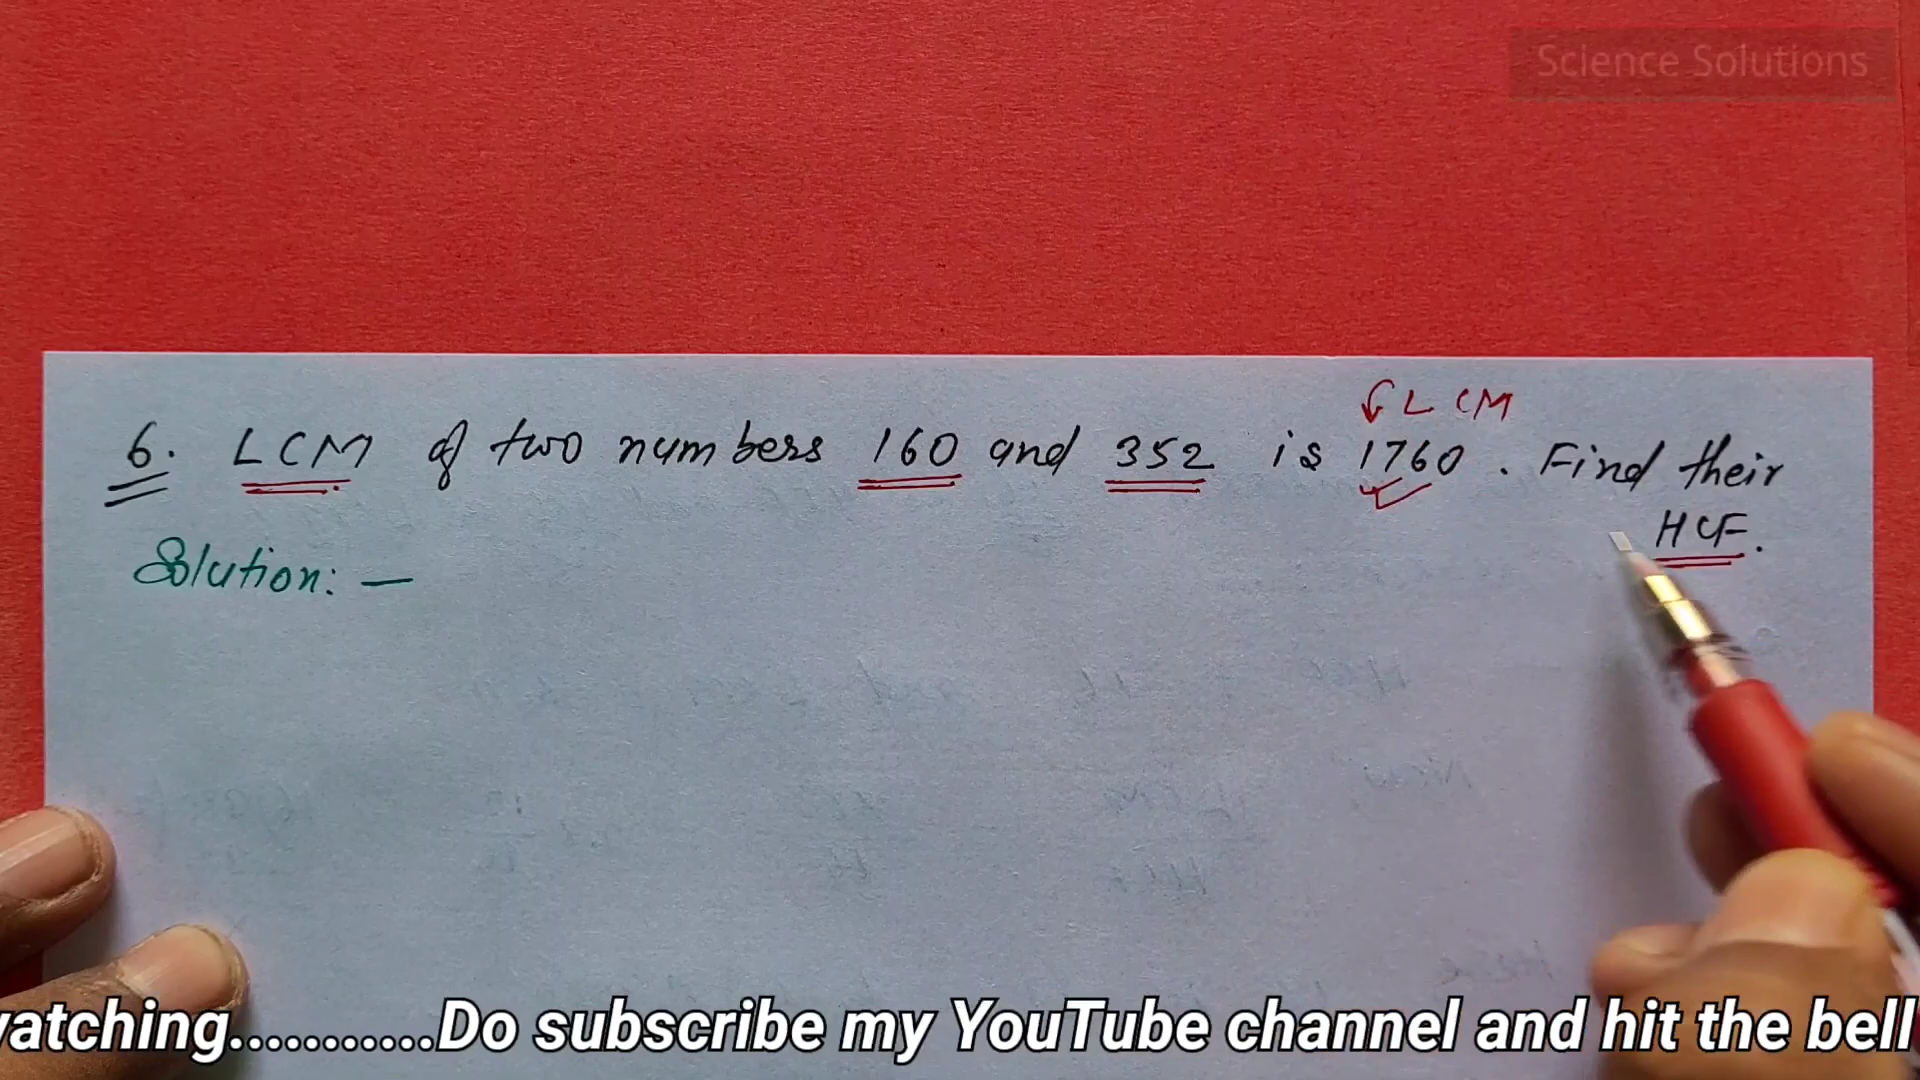 Science Solutions
↓ LCM
6. LCM of two numbers 160 and 352 is 1760. Find their
HCF.
Solution: —
watching...........Do subscribe my YouTube channel and hit the bell